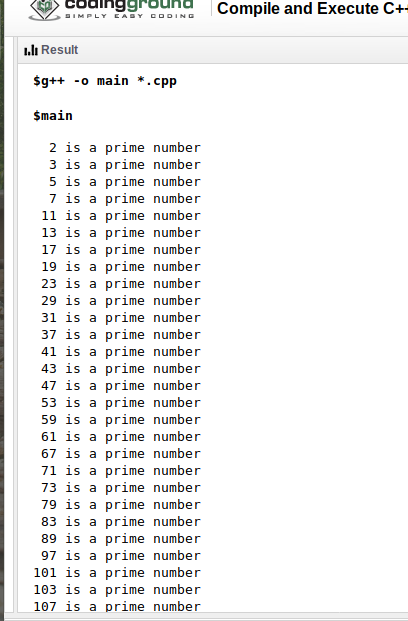 codingground
Compile and Execute C++
SIMPLY EASY CODING
Result
$g++ -o main *.cpp
$main
2 is a prime number
3 is a prime number
5 is a prime number
7 is a prime number
11 is a prime number
13 is a prime number
17 is a prime number
19 is a prime number
23 is a prime number
29 is a prime number
31 is a prime number
37 is a prime number
41 is a prime number
43 is a prime number
47 is a prime number
53 is a prime number
59 is a prime number
61 is a prime number
67 is a prime number
71 is a prime number
73 is a prime number
79 is a prime number
83 is a prime number
89 is a prime number
97 is a prime number
101 is a prime number
103 is a prime number
107 is a prime number